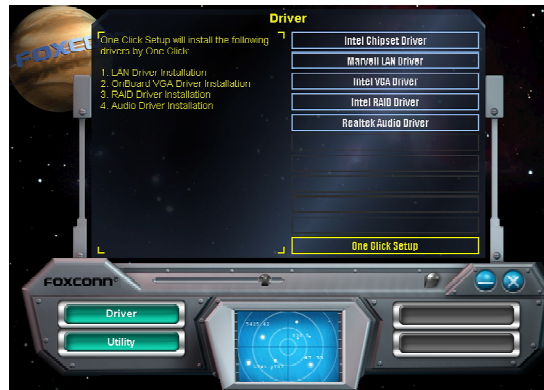 Driver
FOXCONN
One Click Setup will install the following
drivers by One Click:
1. LAN Driver Installation
2. OnBoard VGA Driver Installation
3. RAID Driver Installation
4. Audio Driver Installation
Intel Chipset Driver
Marvell LAN Driver
Intel VGA Driver
Intel RAID Driver
Realtek Audio Driver
One Click Setup
FOXCONN®
Driver
Utility